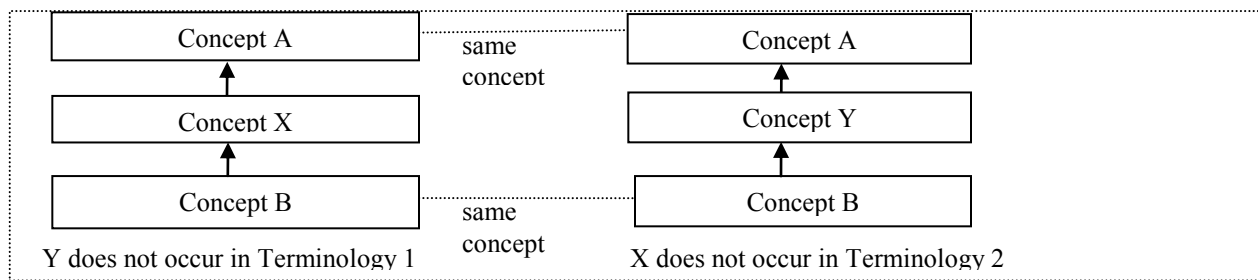 Concept A
same
concept
Concept A
Concept X
Concept Y
Concept B
same
concept
Concept B
Y does not occur in Terminology 1
X does not occur in Terminology 2